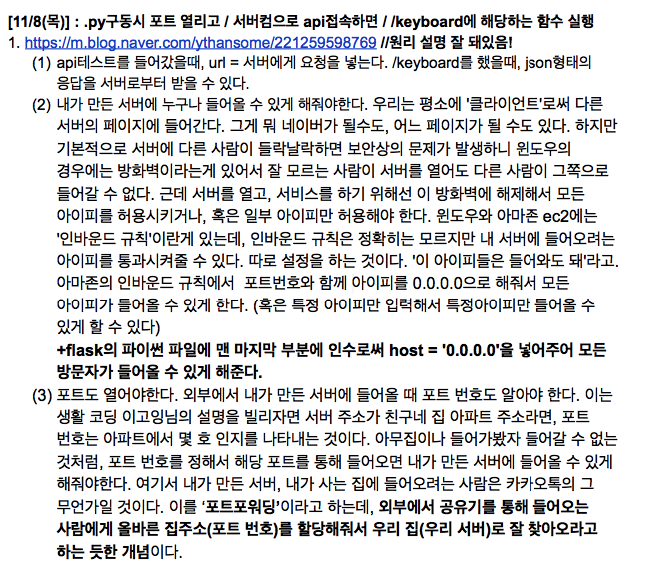 [11/8(목)] : .py구동시 포트 열리고 / 서버컴으로 api접속하면 / /keyboard에 해당하는 함수 실행
1. https://m.blog.naver.com/ythansome/221259598769 //원리 설명 잘 돼있음!
(1) api테스트를 들어갔을때, url = 서버에게 요청을 넣는다. /keyboard를 했을때, json형태의
응답을 서버로부터 받을 수 있다.
(2) 내가 만든 서버에 누구나 들어올 수 있게 해줘야한다. 우리는 평소에 '클라이언트'로써 다른
서버의 페이지에 들어간다. 그게 뭐 네이버가 될수도, 어느 페이지가 될 수도 있다. 하지만
기본적으로 서버에 다른 사람이 들락날락하면 보안상의 문제가 발생하니 윈도우의
경우에는 방화벽이라는게 있어서 잘 모르는 사람이 서버를 열어도 다른 사람이 그쪽으로
들어갈 수 없다. 근데 서버를 열고, 서비스를 하기 위해선 이 방화벽에 해제해서 모든
아이피를 허용시키거나, 혹은 일부 아이피만 허용해야 한다. 윈도우와 아마존 ec2에는
'인바운드 규칙'이란게 있는데, 인바운드 규칙은 정확히는 모르지만 내 서버에 들어오려는
아이피를 통과시켜줄 수 있다. 따로 설정을 하는 것이다. '이 아이피들은 들어와도 돼'라고.
아마존의 인바운드 규칙에서  포트번호와 함께 아이피를 0.0.0.0으로 해줘서 모든
아이피가 들어올 수 있게 한다. (혹은 특정 아이피만 입력해서 특정아이피만 들어올 수
있게 할 수 있다)
+flask의 파이썬 파일에 맨 마지막 부분에 인수로써 host = '0.0.0.0'을 넣어주어 모든
방문자가 들어올 수 있게 해준다.
(3) 포트도 열어야한다. 외부에서 내가 만든 서버에 들어올 때 포트 번호도 알아야 한다. 이는
생활 코딩 이고잉님의 설명을 빌리자면 서버 주소가 친구네 집 아파트 주소라면, 포트
번호는 아파트에서 몇 호 인지를 나타내는 것이다. 아무집이나 들어가봤자 들어갈 수 없는
것처럼, 포트 번호를 정해서 해당 포트를 통해 들어오면 내가 만든 서버에 들어올 수 있게
해줘야한다. 여기서 내가 만든 서버, 내가 사는 집에 들어오려는 사람은 카카오톡의 그
무언가일 것이다. 이를 '포트포워딩'이라고 하는데, 외부에서 공유기를 통해 들어오는
사람에게 올바른 집주소(포트 번호)를 할당해줘서 우리 집(우리 서버)로 잘 찾아오라고
하는 듯한 개념이다.